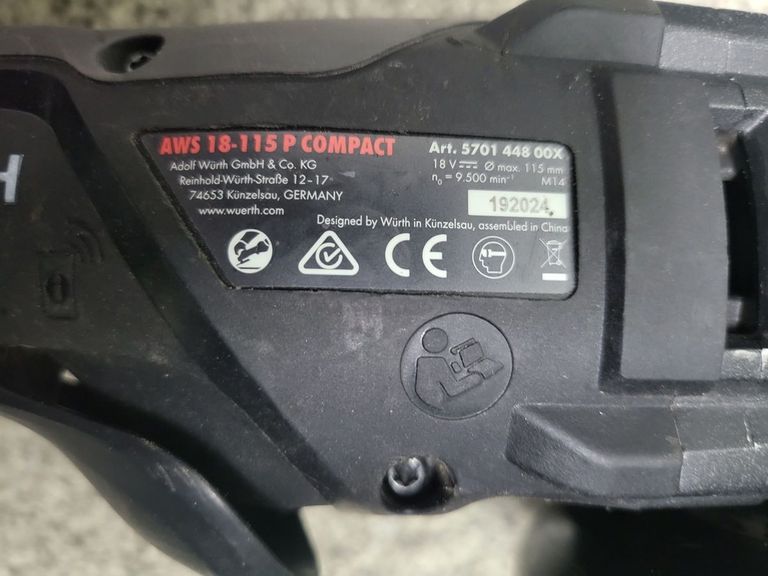 AWS 18-115 P COMPACT
Art. 5701 448 00X
Adolf Würth GmbH & Co. KG
Reinhold-Würth-Straße 12–17
74653 Künzelsau, GERMANY
www.wuerth.com
18 V ⎓ Ø max. 115 mm
n₀ = 9.500 min⁻¹ M14
192024
Designed by Würth in Künzelsau, assembled in China
CE
H